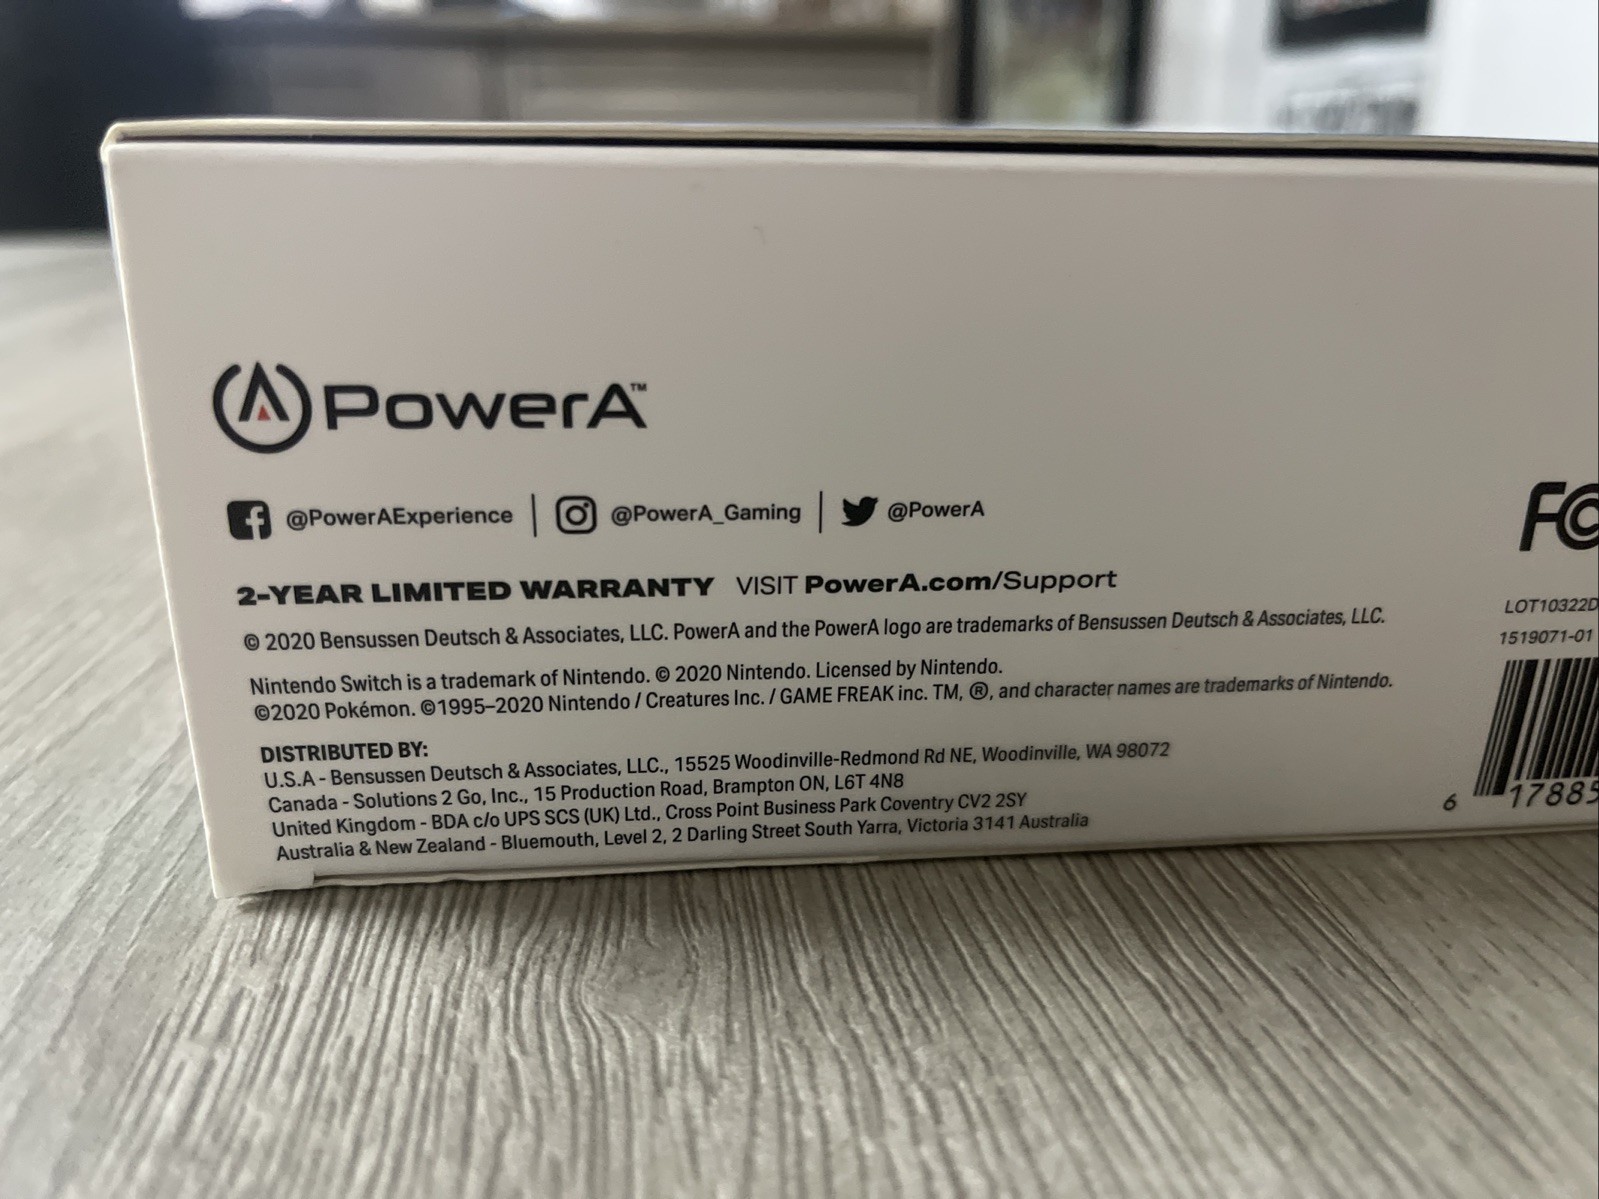 PowerA™
@PowerAExperience | @PowerA_Gaming | @PowerA
2-YEAR LIMITED WARRANTY VISIT PowerA.com/Support
© 2020 Bensussen Deutsch & Associates, LLC. PowerA and the PowerA logo are trademarks of Bensussen Deutsch & Associates, LLC.
Nintendo Switch is a trademark of Nintendo. © 2020 Nintendo. Licensed by Nintendo.
©2020 Pokémon. ©1995–2020 Nintendo / Creatures Inc. / GAME FREAK inc. TM, ®, and character names are trademarks of Nintendo.
DISTRIBUTED BY:
U.S.A - Bensussen Deutsch & Associates, LLC., 15525 Woodinville-Redmond Rd NE, Woodinville, WA 98072
Canada - Solutions 2 Go, Inc., 15 Production Road, Brampton ON, L6T 4N8
United Kingdom - BDA c/o UPS SCS (UK) Ltd., Cross Point Business Park Coventry CV2 2SY
Australia & New Zealand - Bluemouth, Level 2, 2 Darling Street South Yarra, Victoria 3141 Australia
FC
LOT10322D
1519071-01
6 17885